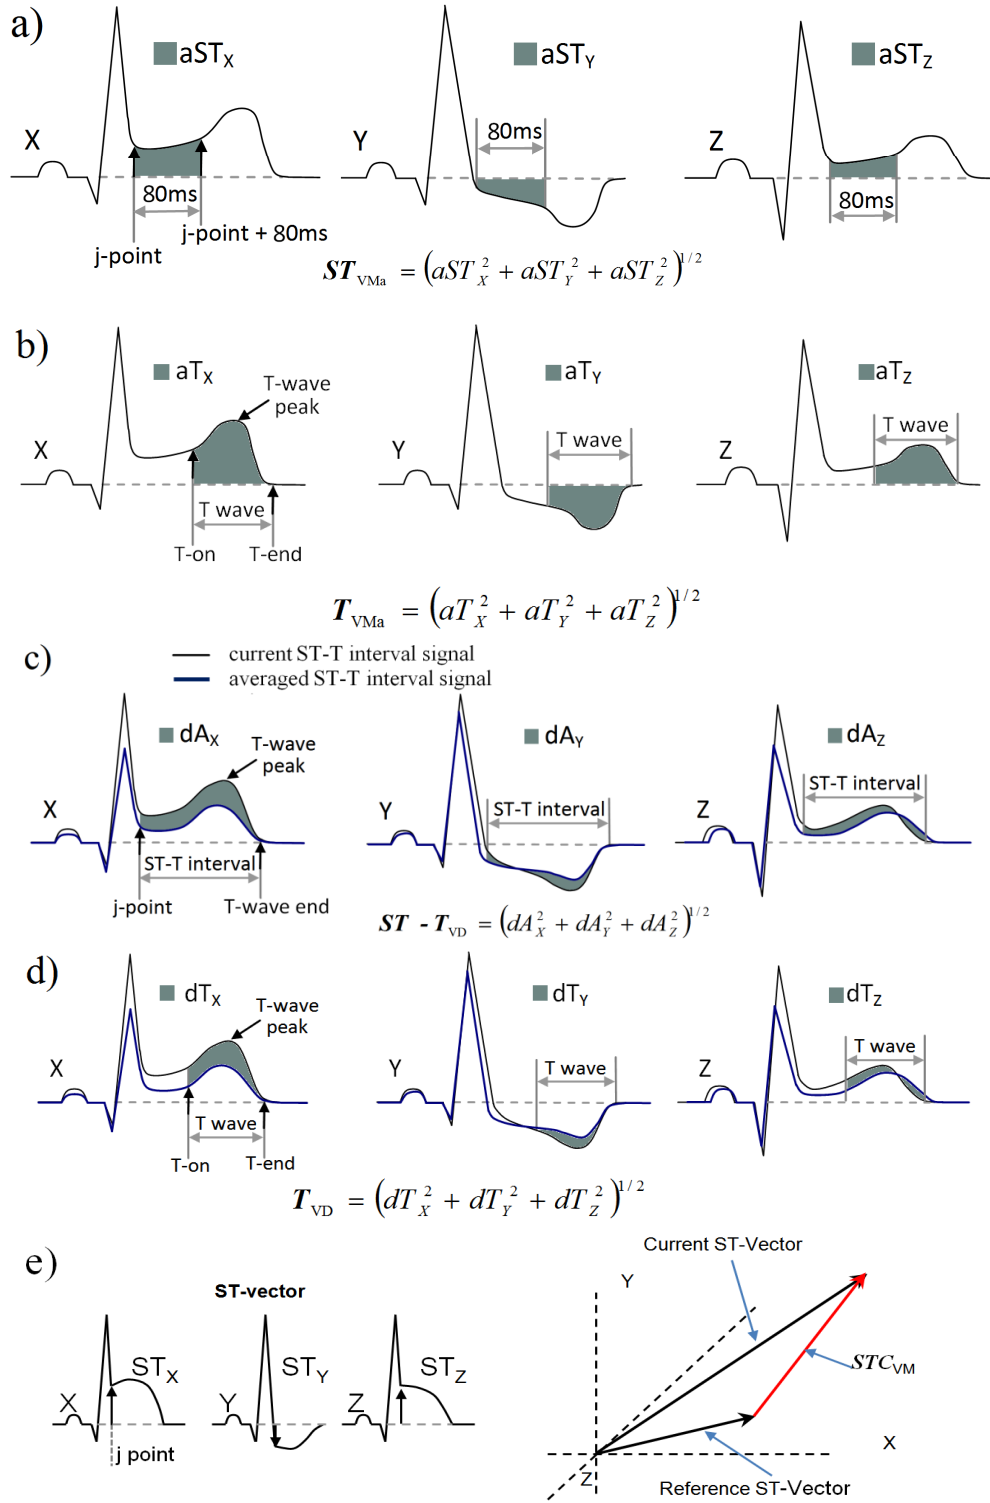 a)
aST_X aST_Y aST_Z
X Y Z
80ms 80ms 80ms
j-point j-point + 80ms
ST_VMa = (aST_X^2 + aST_Y^2 + aST_Z^2)^1/2
b)
aT_X aT_Y aT_Z
T-wave peak
X Y Z
T wave T wave T wave
T-on T-end
T_VMa = (aT_X^2 + aT_Y^2 + aT_Z^2)^1/2
c)
current ST-T interval signal
averaged ST-T interval signal
dA_X dA_Y dA_Z
T-wave peak
X Y Z
ST-T interval ST-T interval ST-T interval
j-point T-wave end
ST - T_VD = (dA_X^2 + dA_Y^2 + dA_Z^2)^1/2
d)
dT_X dT_Y dT_Z
T-wave peak
X Y Z
T wave T wave T wave
T-on T-end
T_VD = (dT_X^2 + dT_Y^2 + dT_Z^2)^1/2
e)
ST-vector
ST_X ST_Y ST_Z
X Y Z
j point
Current ST-Vector
Y
STC_VM
X
Z
Reference ST-Vector